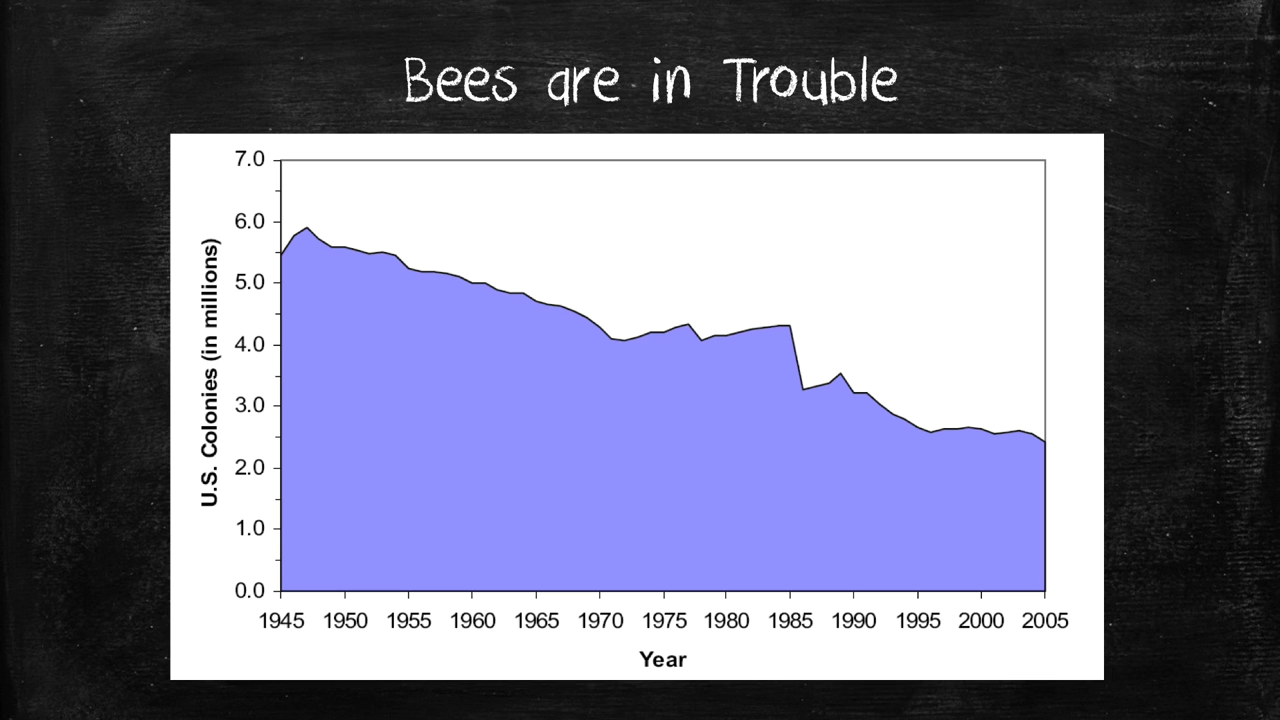 Bees are in Trouble
7.0
6.0
5.0
4.0
3.0
2.0
1.0
0.0
U.S. Colonies (in millions)
1945 1950 1955 1960 1965 1970 1975 1980 1985 1990 1995 2000 2005
Year